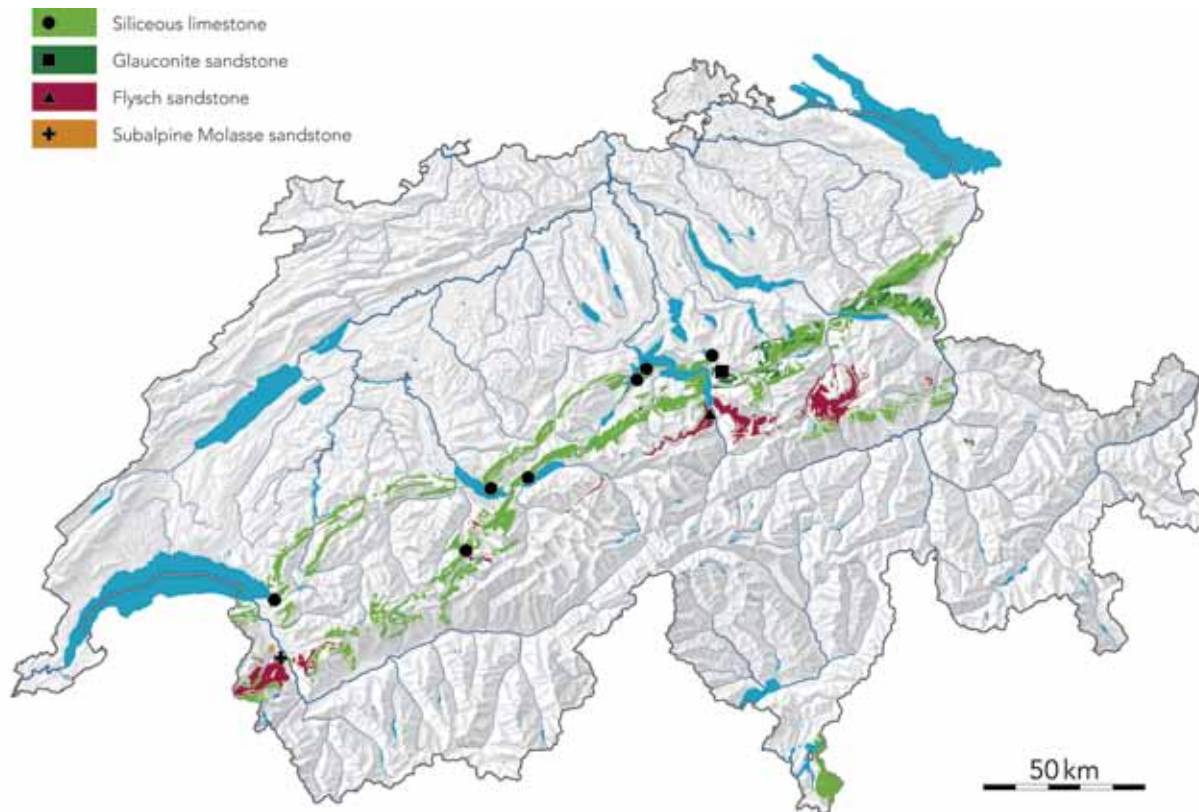 Siliceous limestone
Glauconite sandstone
Flysch sandstone
Subalpine Molasse sandstone
50 km